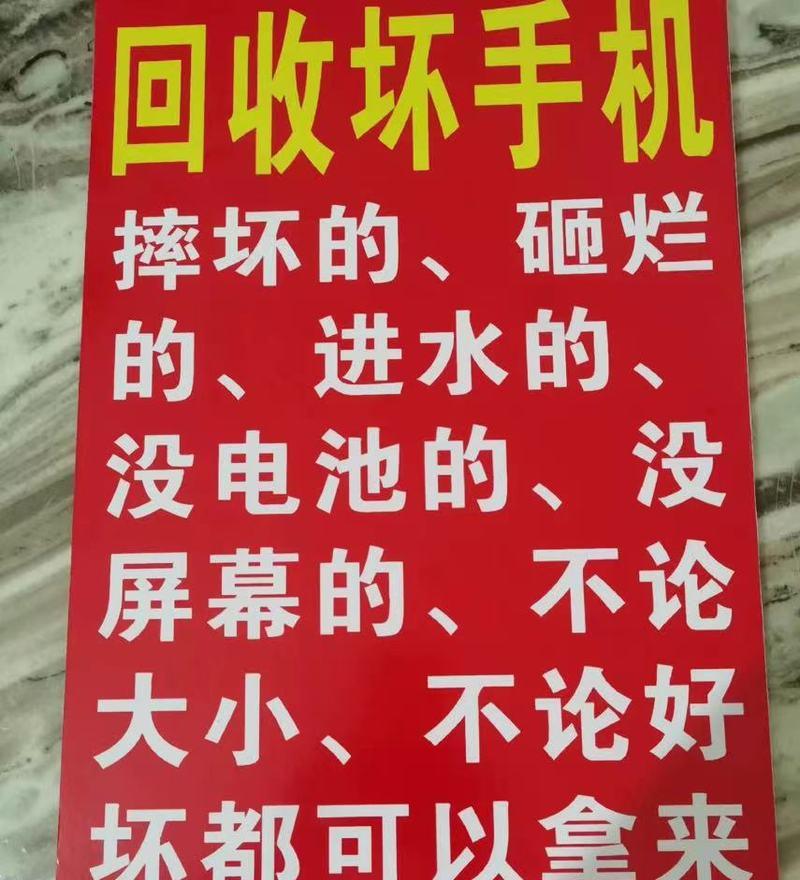 回收坏手机
摔坏的、砸烂
的、进水的、
没电池的、没
屏幕的、不论
大小、不论好
坏都可以拿来